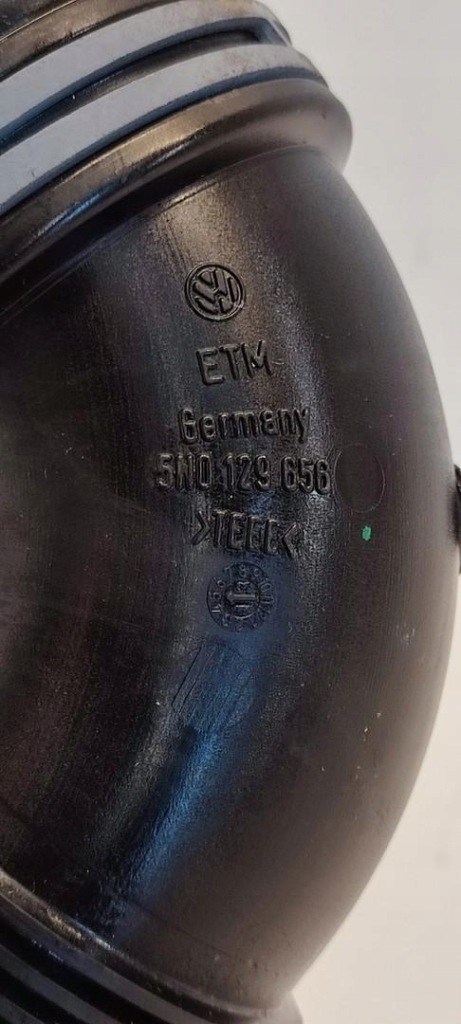 ETM
Germany
5N0 129 656
>TEEE<